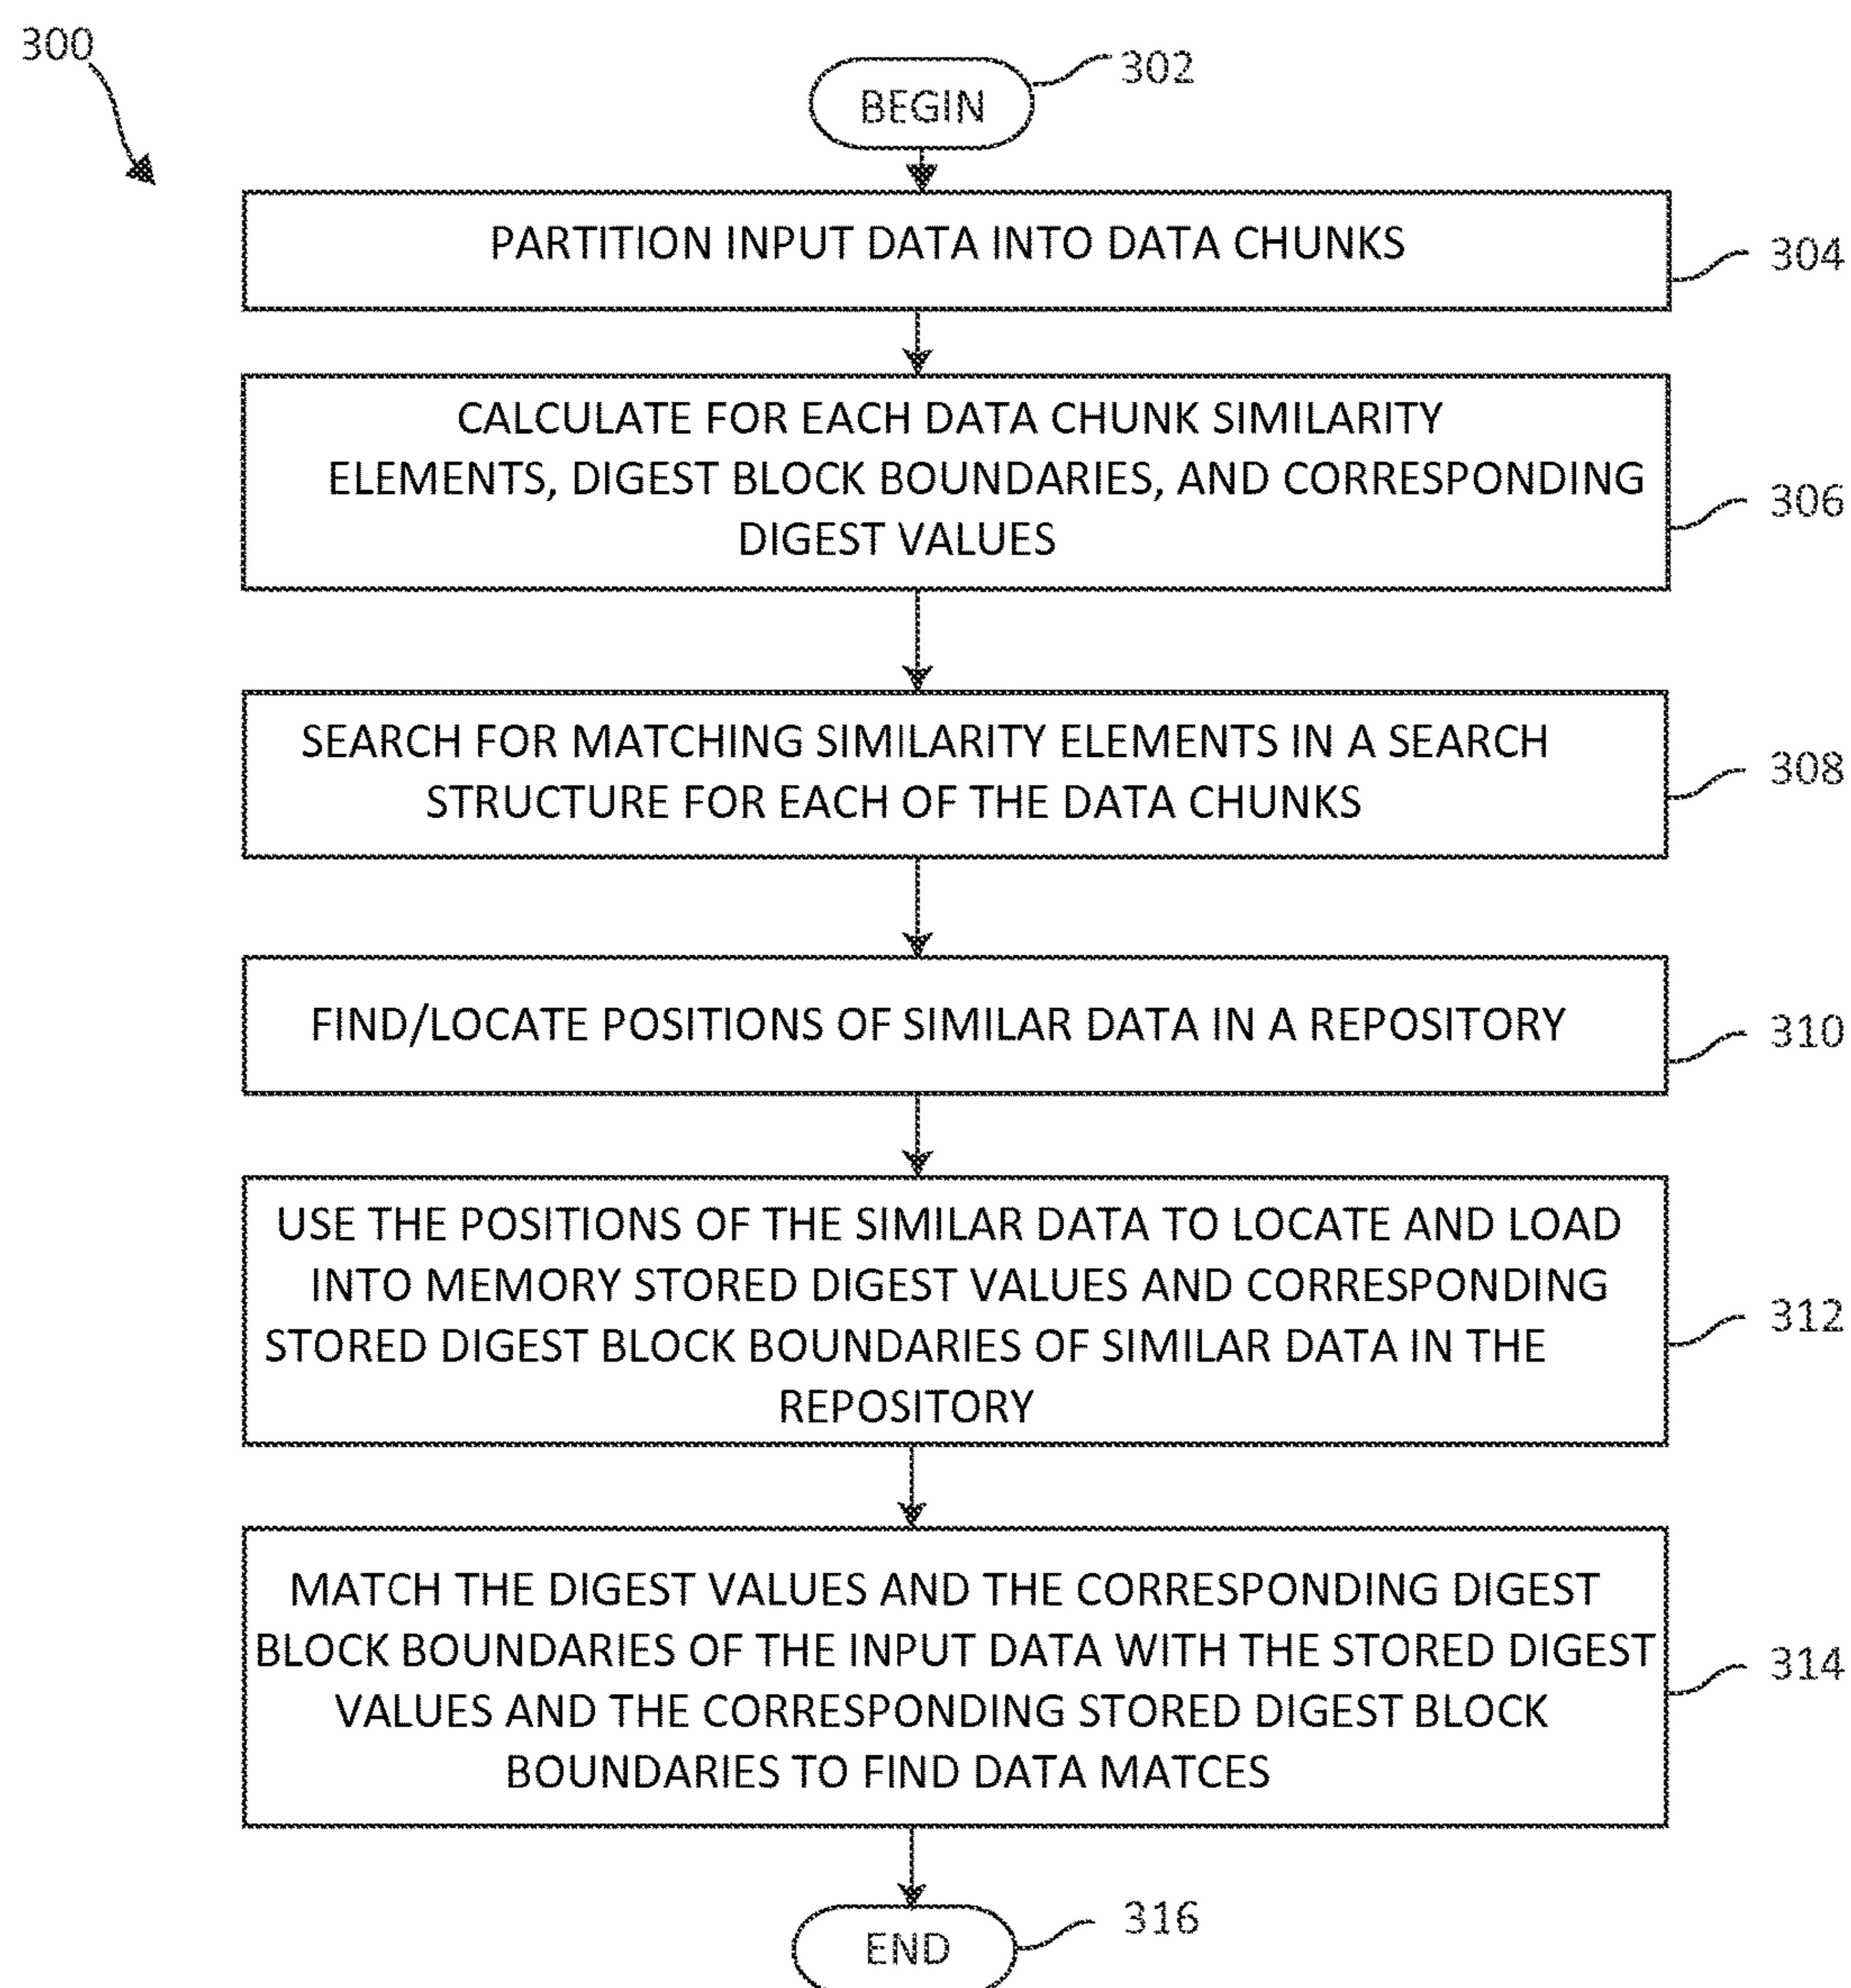 300
302
BEGIN
PARTITION INPUT DATA INTO DATA CHUNKS
304
CALCULATE FOR EACH DATA CHUNK SIMILARITY
ELEMENTS, DIGEST BLOCK BOUNDARIES, AND CORRESPONDING
DIGEST VALUES
306
SEARCH FOR MATCHING SIMILARITY ELEMENTS IN A SEARCH
STRUCTURE FOR EACH OF THE DATA CHUNKS
308
FIND/LOCATE POSITIONS OF SIMILAR DATA IN A REPOSITORY
310
USE THE POSITIONS OF THE SIMILAR DATA TO LOCATE AND LOAD
INTO MEMORY STORED DIGEST VALUES AND CORRESPONDING
STORED DIGEST BLOCK BOUNDARIES OF SIMILAR DATA IN THE
REPOSITORY
312
MATCH THE DIGEST VALUES AND THE CORRESPONDING DIGEST
BLOCK BOUNDARIES OF THE INPUT DATA WITH THE STORED DIGEST
VALUES AND THE CORRESPONDING STORED DIGEST BLOCK
BOUNDARIES TO FIND DATA MATCES
314
END
316